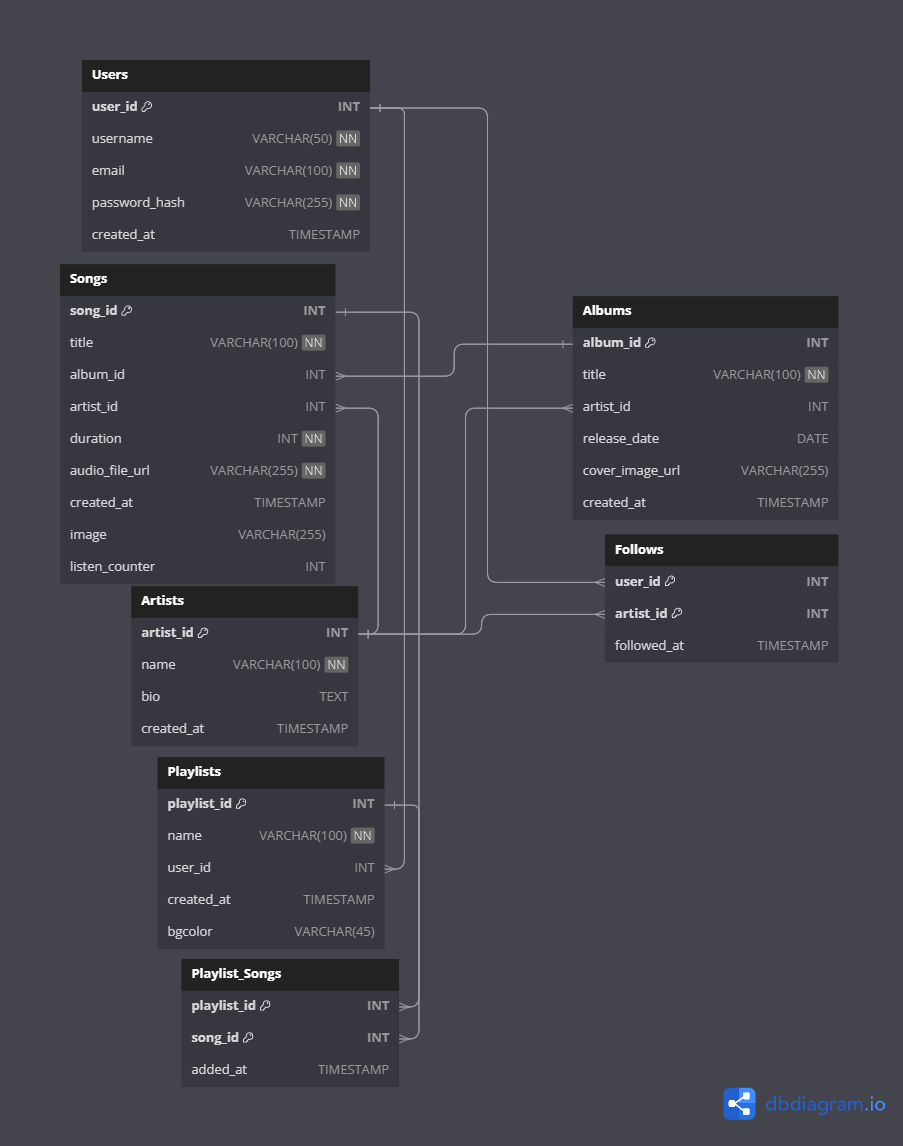 Users
user_id INT
username VARCHAR(50) NN
email VARCHAR(100) NN
password_hash VARCHAR(255) NN
created_at TIMESTAMP
Songs
song_id INT
title VARCHAR(100) NN
album_id INT
artist_id INT
duration INT NN
audio_file_url VARCHAR(255) NN
created_at TIMESTAMP
image VARCHAR(255)
listen_counter INT
Albums
album_id INT
title VARCHAR(100) NN
artist_id INT
release_date DATE
cover_image_url VARCHAR(255)
created_at TIMESTAMP
Follows
user_id INT
artist_id INT
followed_at TIMESTAMP
Artists
artist_id INT
name VARCHAR(100) NN
bio TEXT
created_at TIMESTAMP
Playlists
playlist_id INT
name VARCHAR(100) NN
user_id INT
created_at TIMESTAMP
bgcolor VARCHAR(45)
Playlist_Songs
playlist_id INT
song_id INT
added_at TIMESTAMP
dbdiagram.io